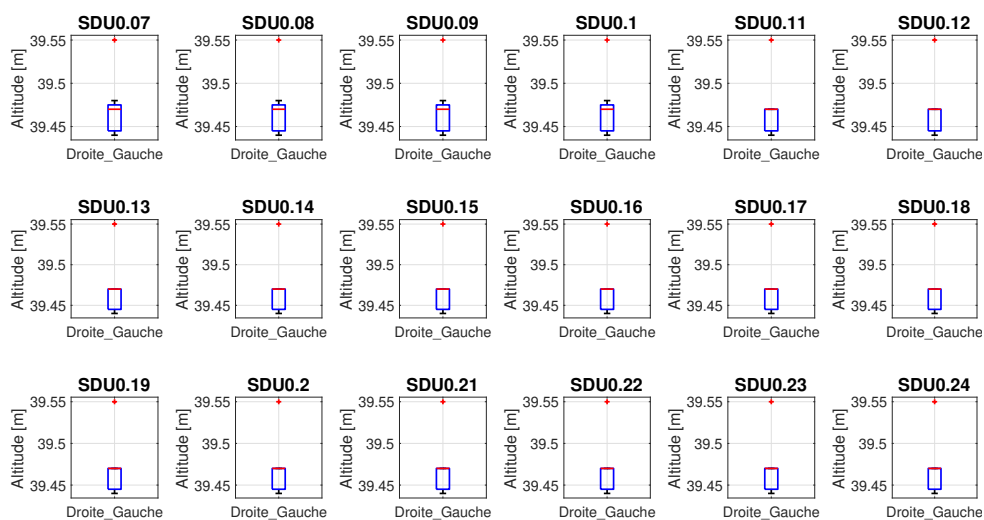 SDU0.07 SDU0.08 SDU0.09 SDU0.1 SDU0.11 SDU0.12
39.55 39.55 39.55 39.55 39.55 39.55
39.5 39.5 39.5 39.5 39.5 39.5
39.45 39.45 39.45 39.45 39.45 39.45
Altitude [m] Altitude [m] Altitude [m] Altitude [m] Altitude [m] Altitude [m]
Droite_Gauche Droite_Gauche Droite_Gauche Droite_Gauche Droite_Gauche Droite_Gauche
SDU0.13 SDU0.14 SDU0.15 SDU0.16 SDU0.17 SDU0.18
39.55 39.55 39.55 39.55 39.55 39.55
39.5 39.5 39.5 39.5 39.5 39.5
39.45 39.45 39.45 39.45 39.45 39.45
Altitude [m] Altitude [m] Altitude [m] Altitude [m] Altitude [m] Altitude [m]
Droite_Gauche Droite_Gauche Droite_Gauche Droite_Gauche Droite_Gauche Droite_Gauche
SDU0.19 SDU0.2 SDU0.21 SDU0.22 SDU0.23 SDU0.24
39.55 39.55 39.55 39.55 39.55 39.55
39.5 39.5 39.5 39.5 39.5 39.5
39.45 39.45 39.45 39.45 39.45 39.45
Altitude [m] Altitude [m] Altitude [m] Altitude [m] Altitude [m] Altitude [m]
Droite_Gauche Droite_Gauche Droite_Gauche Droite_Gauche Droite_Gauche Droite_Gauche